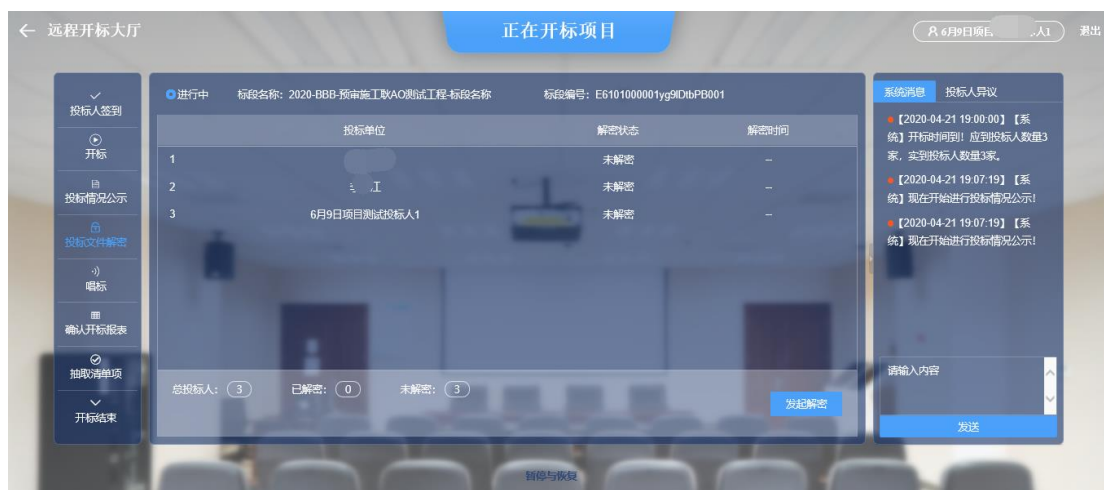 远程开标大厅
正在开标项目
6月9日项目 人1
退出
投标人签到
开标
投标情况公示
投标文件解密
唱标
确认开标报表
抽取清单项
开标结束
进行中 标段名称：2020-BBB-预审施工耿AO测试工程-标段名称 标段编号：E6101000001yg9IDtbPB001
投标单位 解密状态 解密时间
1 未解密 --
2 江 未解密 --
3 6月9日项目测试投标人1 未解密 --
总投标人： 3 已解密： 0 未解密： 3
发起解密
系统消息 投标人异议
【2020-04-21 19:00:00】【系
统】开标时间到！应到投标人数量3
家，实到投标人数量3家。
【2020-04-21 19:07:19】【系
统】现在开始进行投标情况公示！
【2020-04-21 19:07:19】【系
统】现在开始进行投标情况公示！
请输入内容
发送
暂停与恢复